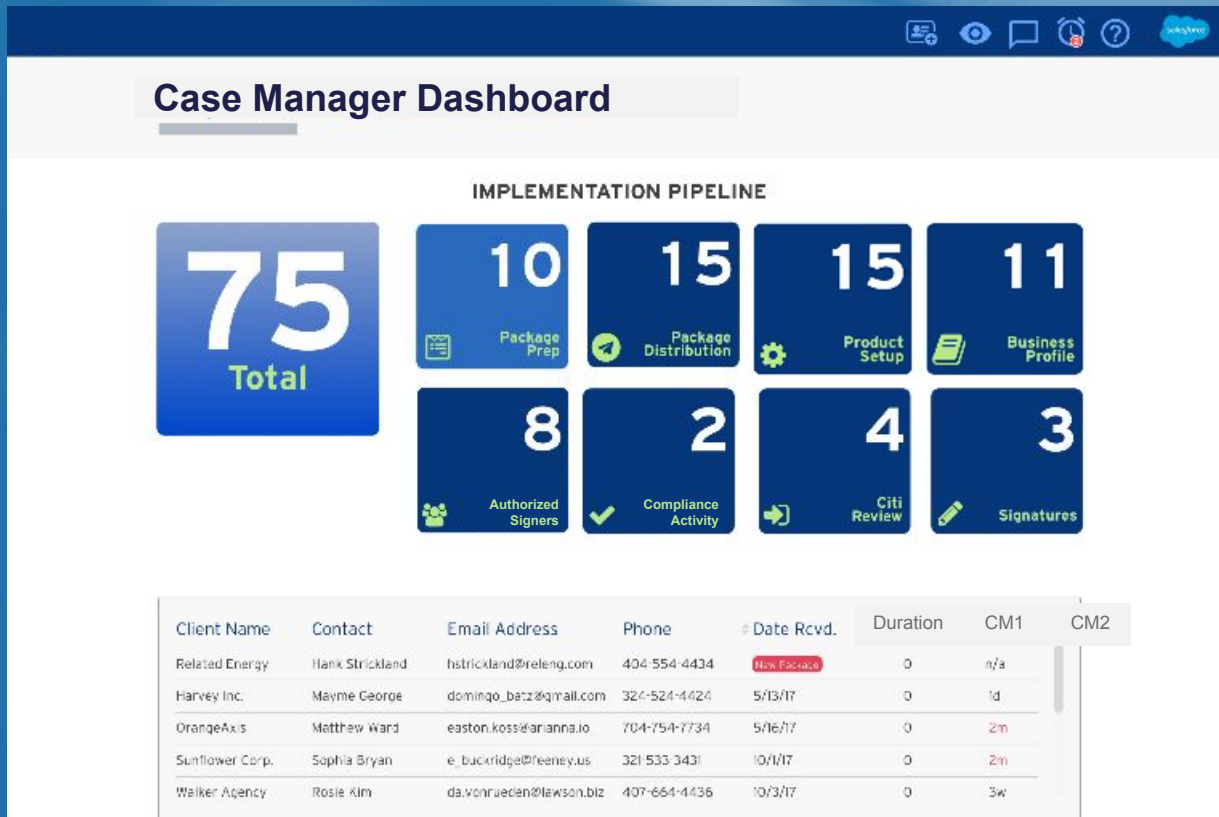 salesforce
2
Case Manager Dashboard
IMPLEMENTATION PIPELINE
75
Total
10
Package
Prep
15
Package
Distribution
15
Product
Setup
11
Business
Profile
8
Authorized
Signers
2
Compliance
Activity
4
Citi
Review
3
Signatures
Client Name Contact Email Address Phone Date Rcvd. Duration CM1 CM2
Related Energy Hank Strickland hstrickland@releng.com 404-554-4434 New Package 0 n/a
Harvey Inc. Mayme George domingo_batz@gmail.com 324-524-4424 5/13/17 0 1d
OrangeAxis Matthew Ward easton.koss@arianna.io 704-754-7734 5/16/17 0 2m
Sunflower Corp. Sophia Bryan e_buckridge@feeney.us 321-533-3431 10/1/17 0 2m
Walker Agency Rosie Kim da.vonrueden@lawson.biz 407-664-4436 10/3/17 0 3w